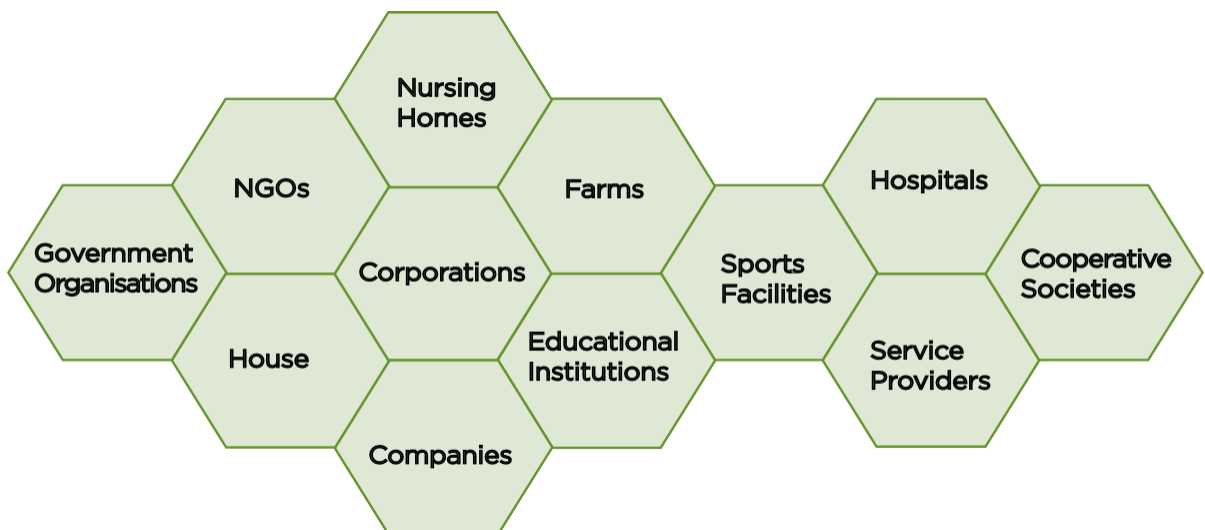 Nursing
Homes
NGOs
Farms
Hospitals
Government
Organisations
Corporations
Sports
Facilities
Cooperative
Societies
House
Educational
Institutions
Service
Providers
Companies